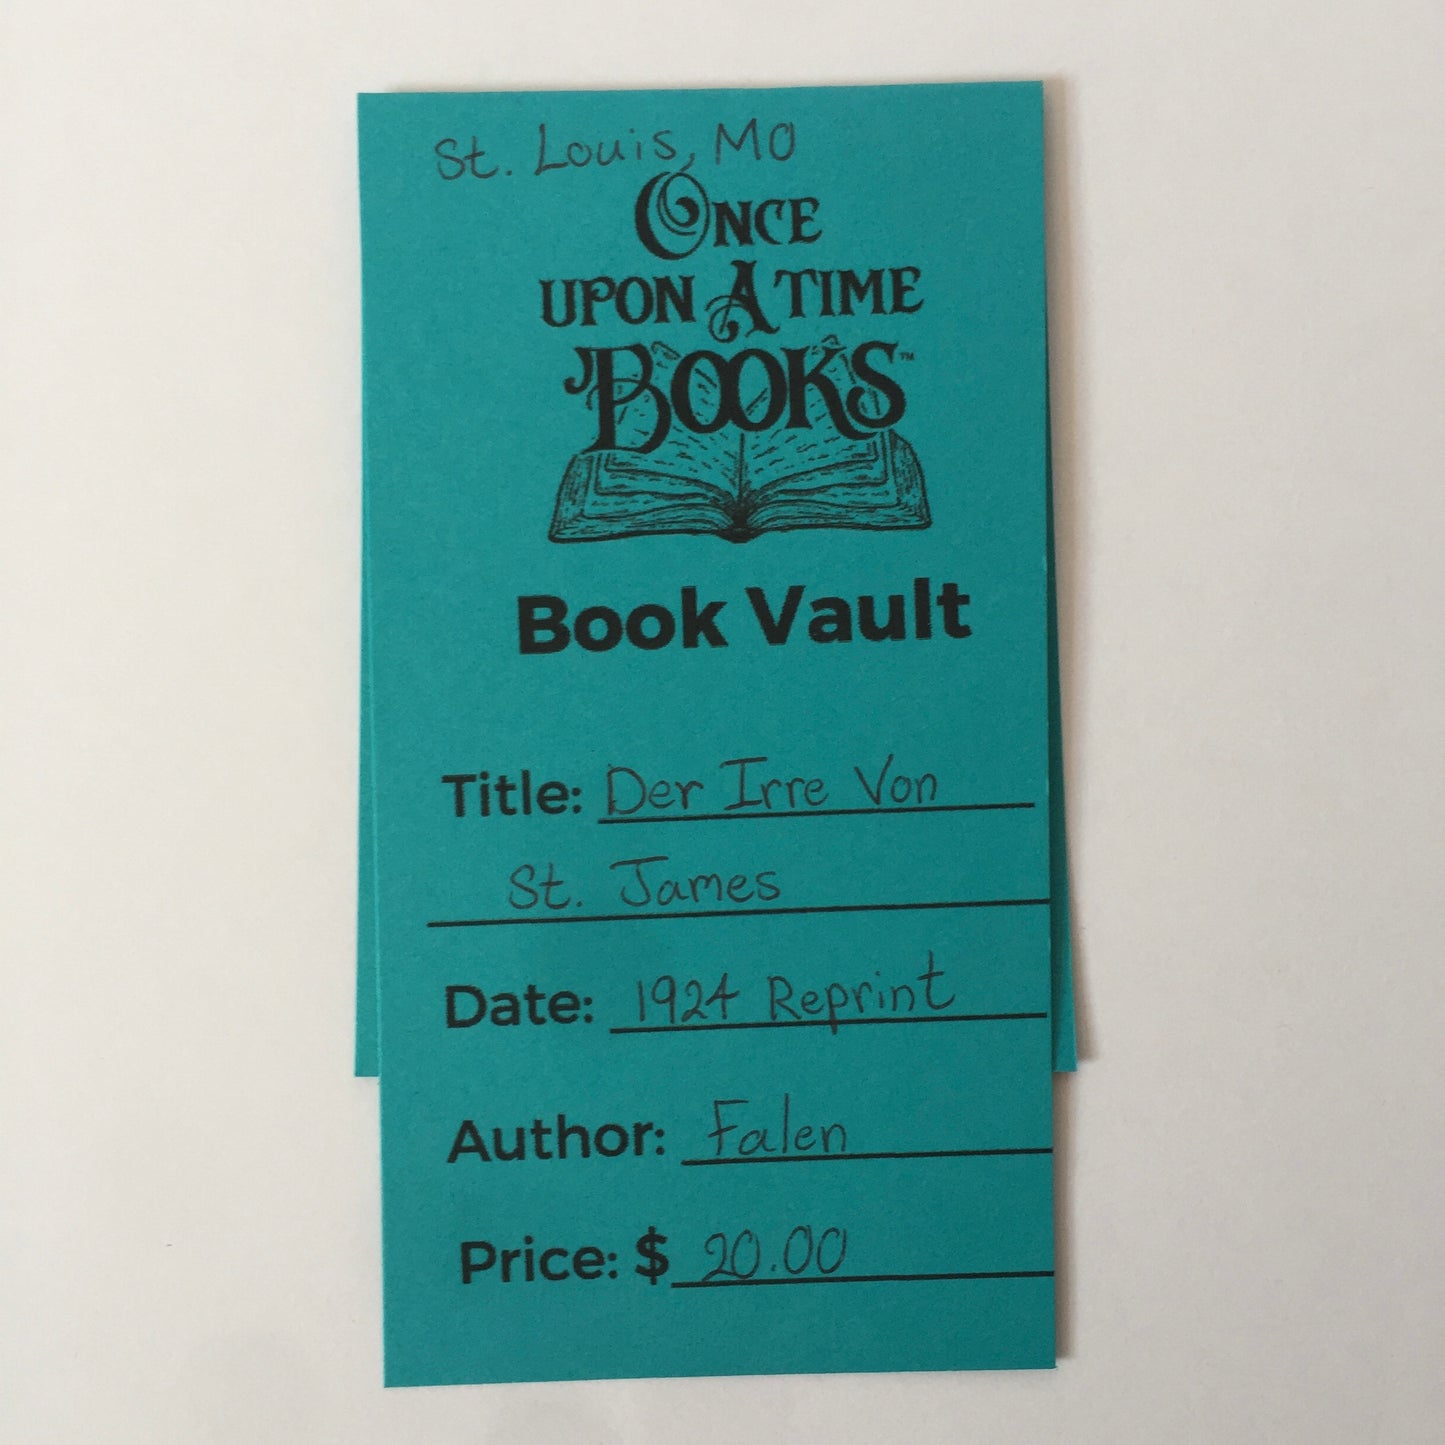 St. Louis, MO
ONCE
UPON A TIME
BOOKS™
Book Vault
Title: Der Irre Von
St. James
Date: 1924 Reprint
Author: Falen
Price: $ 20.00